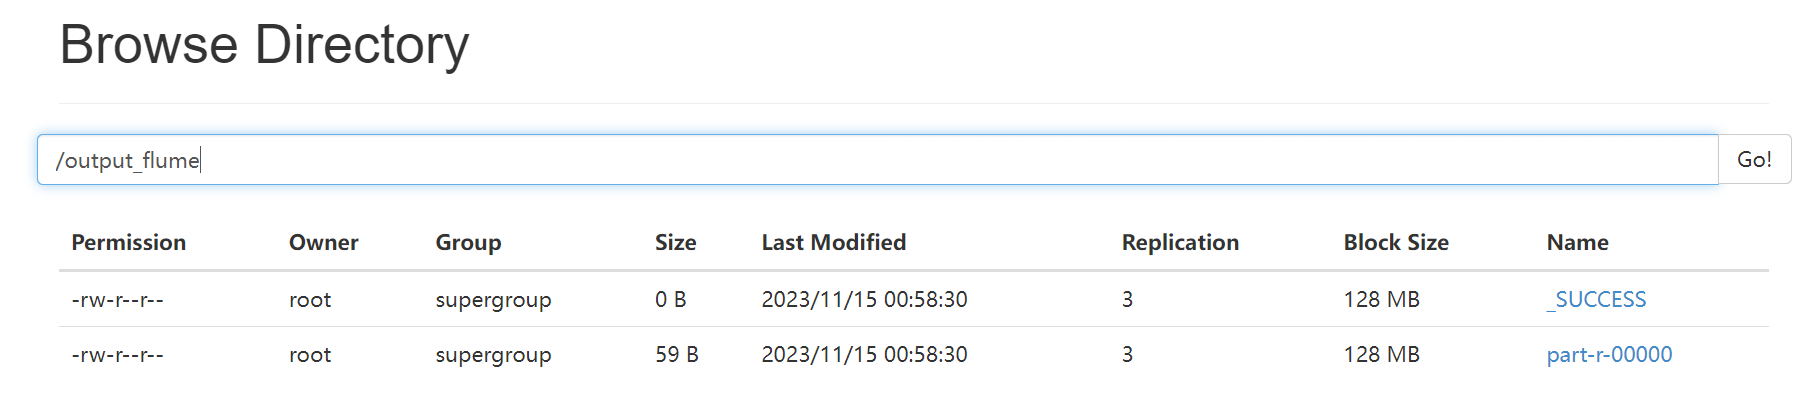 Browse Directory
/output_flume Go!
Permission Owner Group Size Last Modified Replication Block Size Name
-rw-r--r-- root supergroup 0 B 2023/11/15 00:58:30 3 128 MB _SUCCESS
-rw-r--r-- root supergroup 59 B 2023/11/15 00:58:30 3 128 MB part-r-00000